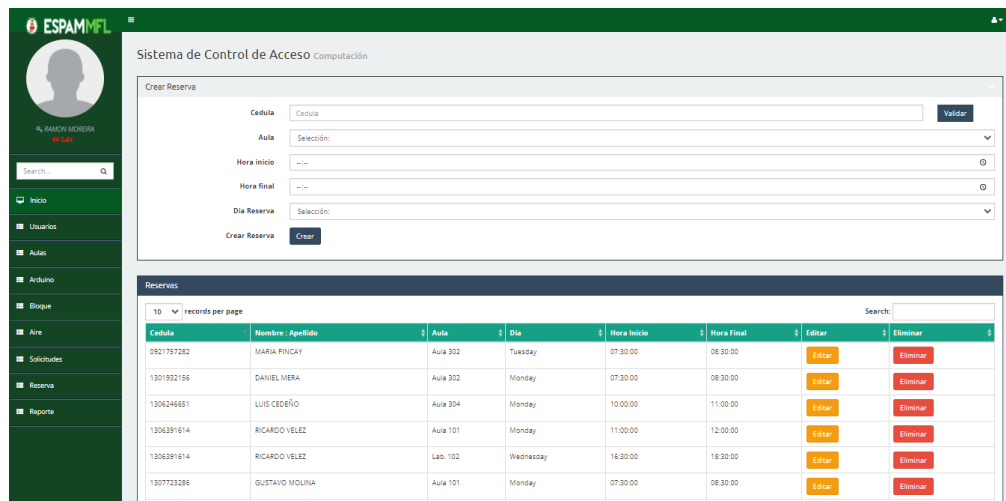 ESPAMMFL
RAMON MOREIRA
Salir
Search...
Inicio
Usuarios
Aulas
Arduino
Bloque
Aire
Solicitudes
Reserva
Reporte
Sistema de Control de Acceso Computación
Crear Reserva
Cedula Cedula Validar
Aula Selección:
Hora inicio --:--
Hora final --:--
Dia Reserva Selección:
Crear Reserva Crear
Reservas
10 records per page Search:
Cedula Nombre : Apellido Aula Dia Hora Inicio Hora Final Editar Eliminar
0921757282 MARIA PINCAY Aula 302 Tuesday 07:30:00 08:30:00 Editar Eliminar
1301932156 DANIEL MERA Aula 302 Monday 07:30:00 08:30:00 Editar Eliminar
1306246651 LUIS CEDEÑO Aula 304 Monday 10:00:00 11:00:00 Editar Eliminar
1306391614 RICARDO VELEZ Aula 101 Monday 11:00:00 12:00:00 Editar Eliminar
1306391614 RICARDO VELEZ Lab. 102 Wednesday 16:30:00 18:30:00 Editar Eliminar
1307723286 GUSTAVO MOLINA Aula 101 Monday 07:30:00 08:30:00 Editar Eliminar